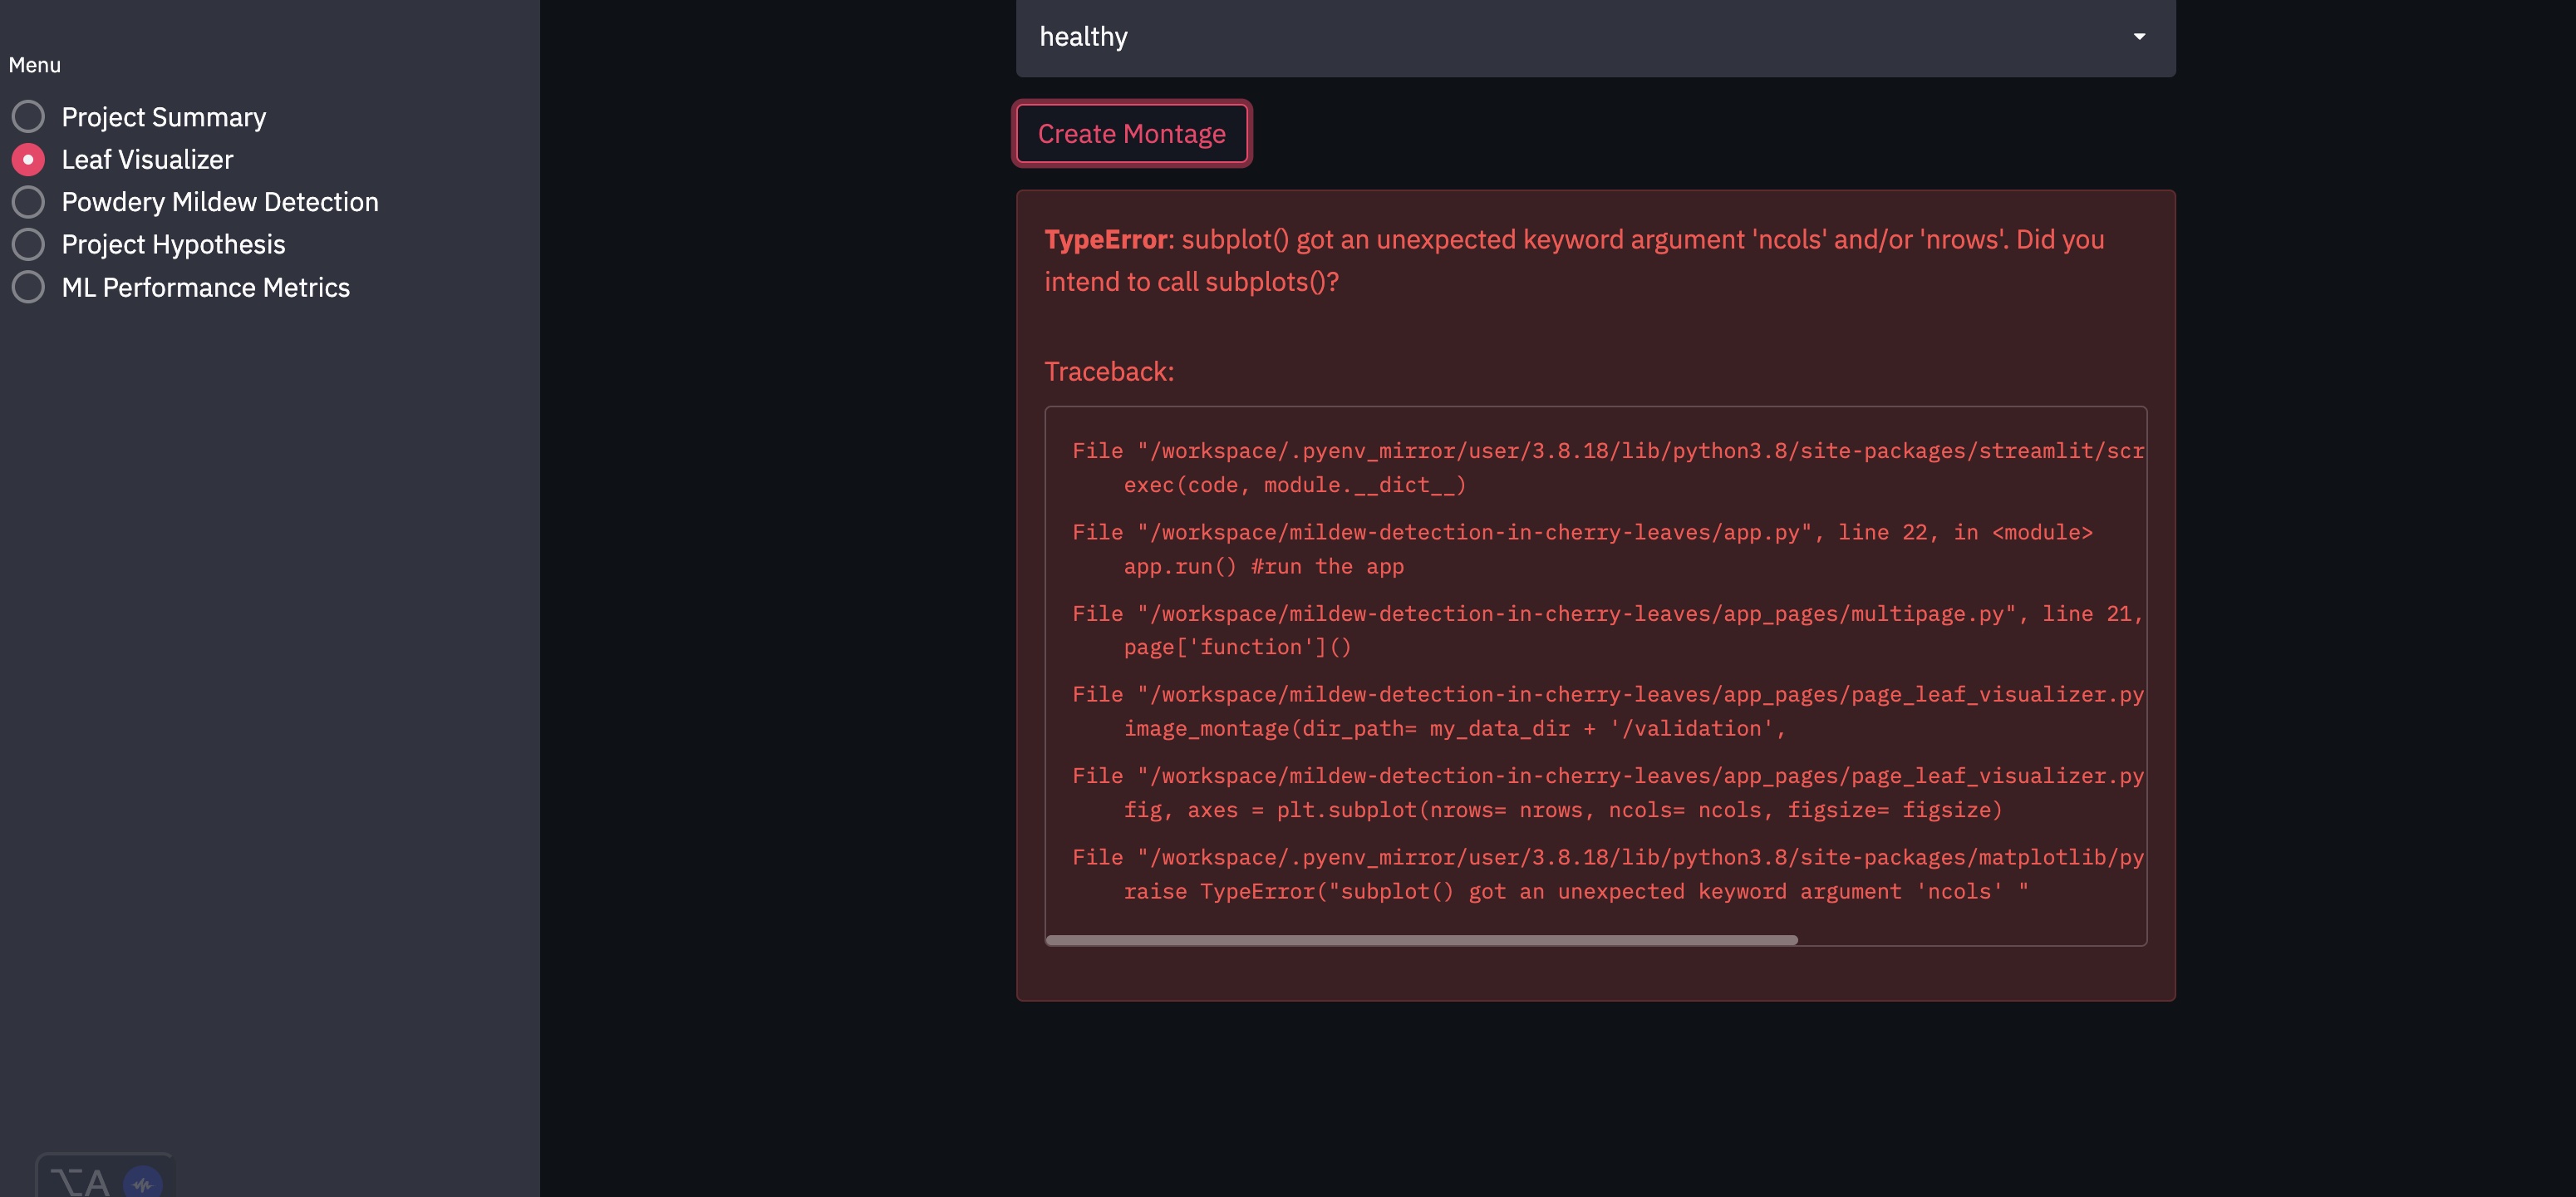 Menu
Project Summary
Leaf Visualizer
Powdery Mildew Detection
Project Hypothesis
ML Performance Metrics
⌥A
healthy
Create Montage
TypeError: subplot() got an unexpected keyword argument 'ncols' and/or 'nrows'. Did you
intend to call subplots()?
Traceback:
File "/workspace/.pyenv_mirror/user/3.8.18/lib/python3.8/site-packages/streamlit/scr
exec(code, module.__dict__)
File "/workspace/mildew-detection-in-cherry-leaves/app.py", line 22, in <module>
app.run() #run the app
File "/workspace/mildew-detection-in-cherry-leaves/app_pages/multipage.py", line 21,
page['function']()
File "/workspace/mildew-detection-in-cherry-leaves/app_pages/page_leaf_visualizer.py
image_montage(dir_path= my_data_dir + '/validation',
File "/workspace/mildew-detection-in-cherry-leaves/app_pages/page_leaf_visualizer.py
fig, axes = plt.subplot(nrows= nrows, ncols= ncols, figsize= figsize)
File "/workspace/.pyenv_mirror/user/3.8.18/lib/python3.8/site-packages/matplotlib/py
raise TypeError("subplot() got an unexpected keyword argument 'ncols' "